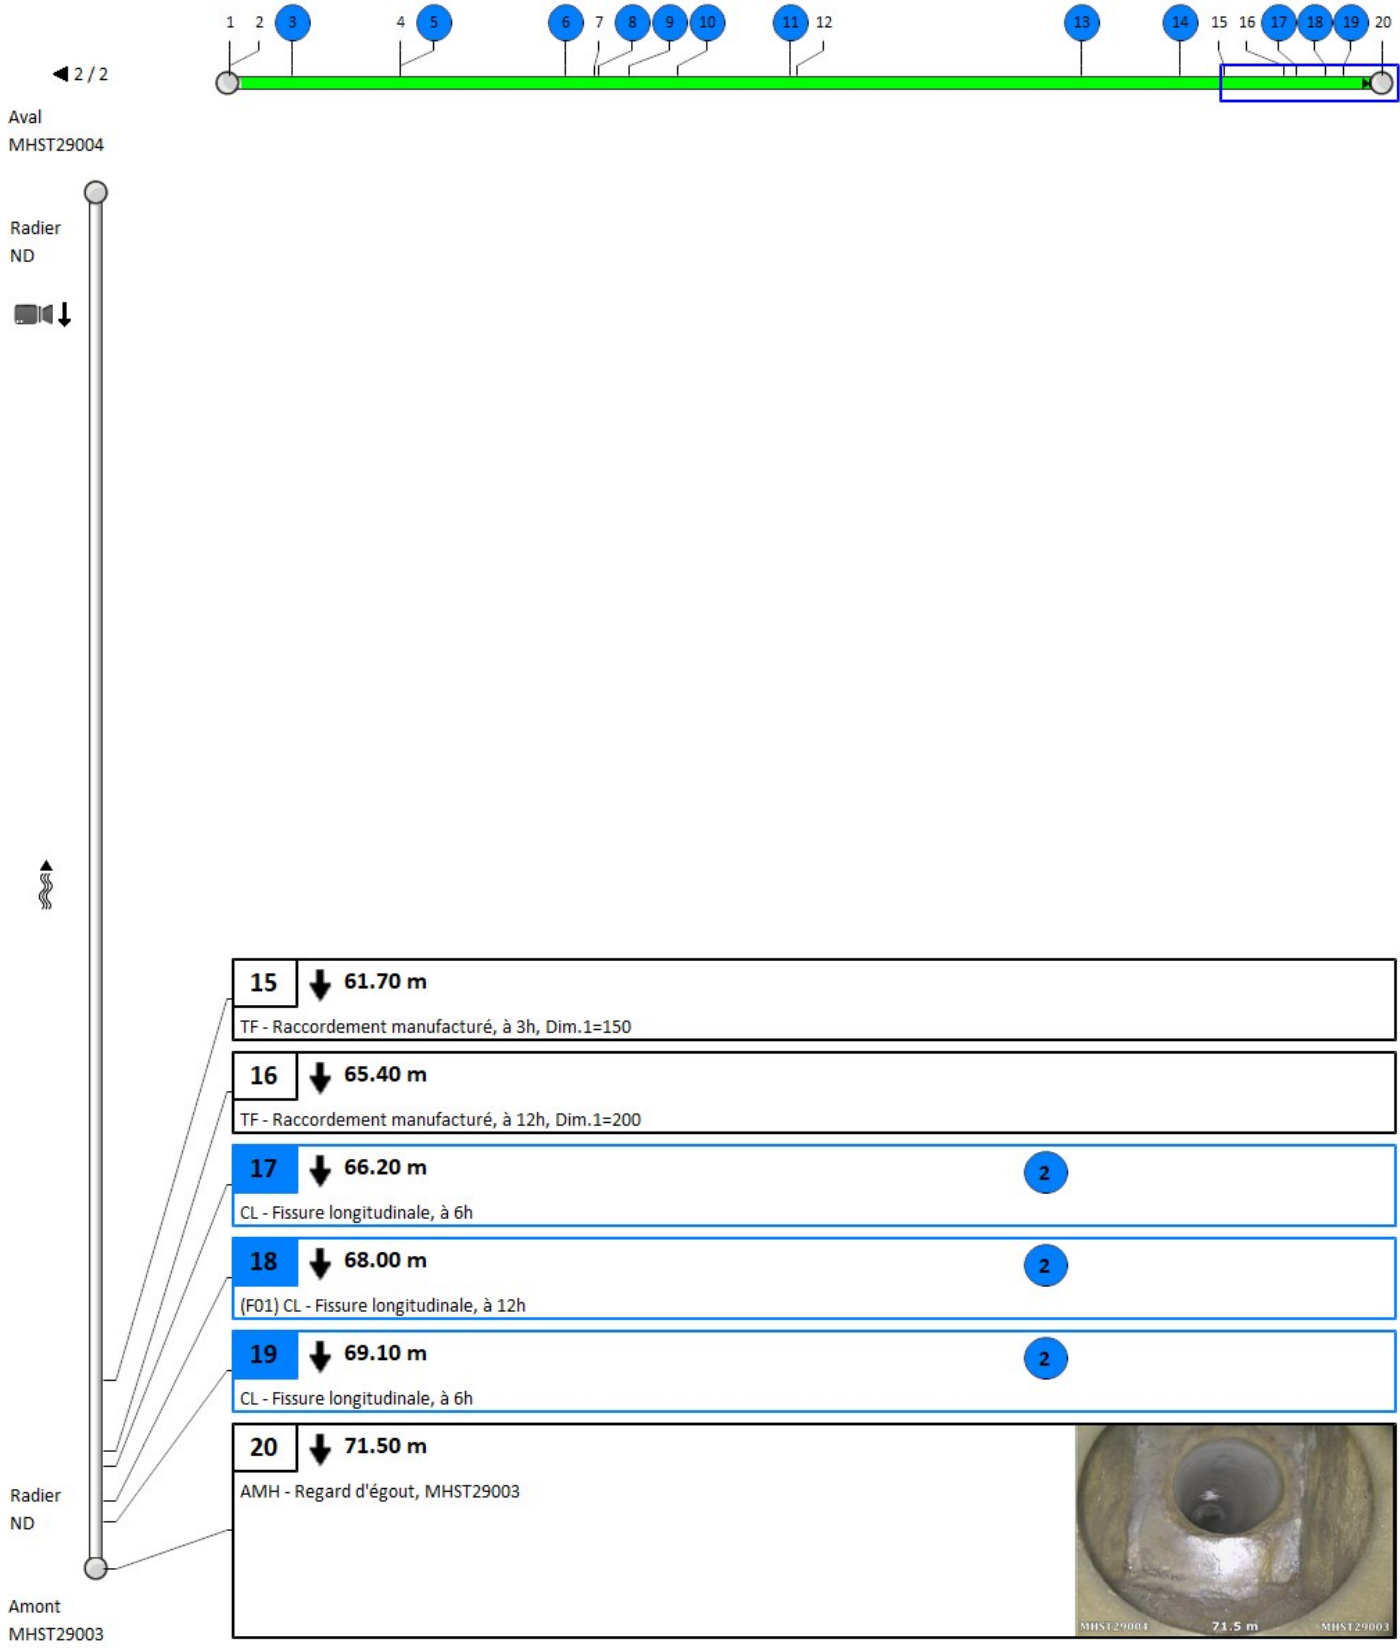 1 2 3 4 5 6 7 8 9 10 11 12 13 14 15 16 17 18 19 20
2 / 2
Aval
MHST29004
Radier
ND
15 61.70 m
TF - Raccordement manufacturé, à 3h, Dim.1=150
16 65.40 m
TF - Raccordement manufacturé, à 12h, Dim.1=200
17 66.20 m 2
CL - Fissure longitudinale, à 6h
18 68.00 m 2
(F01) CL - Fissure longitudinale, à 12h
19 69.10 m 2
CL - Fissure longitudinale, à 6h
20 71.50 m
AMH - Regard d'égout, MHST29003
MHST29004 71.5 m MHST29003
Radier
ND
Amont
MHST29003